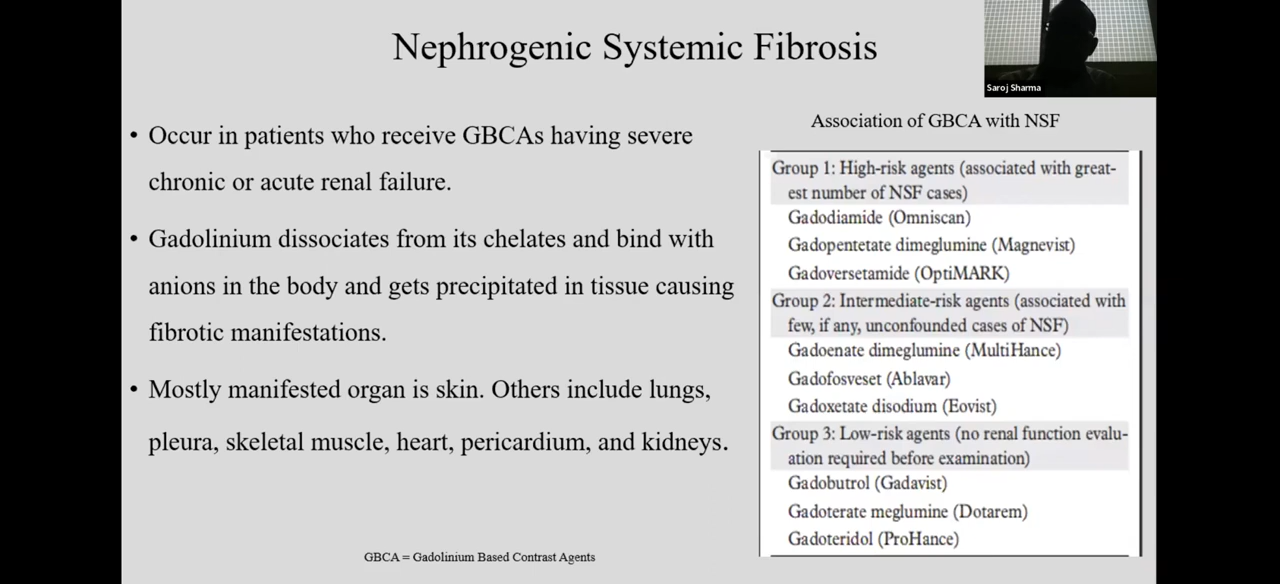 Nephrogenic Systemic Fibrosis
Saroj Sharma
• Occur in patients who receive GBCAs having severe
chronic or acute renal failure.
• Gadolinium dissociates from its chelates and bind with
anions in the body and gets precipitated in tissue causing
fibrotic manifestations.
• Mostly manifested organ is skin. Others include lungs,
pleura, skeletal muscle, heart, pericardium, and kidneys.
GBCA = Gadolinium Based Contrast Agents
Association of GBCA with NSF
Group 1: High-risk agents (associated with great-
est number of NSF cases)
Gadodiamide (Omniscan)
Gadopentetate dimeglumine (Magnevist)
Gadoversetamide (OptiMARK)
Group 2: Intermediate-risk agents (associated with
few, if any, unconfounded cases of NSF)
Gadoenate dimeglumine (MultiHance)
Gadofosveset (Ablavar)
Gadoxetate disodium (Eovist)
Group 3: Low-risk agents (no renal function evalu-
ation required before examination)
Gadobutrol (Gadavist)
Gadoterate meglumine (Dotarem)
Gadoteridol (ProHance)